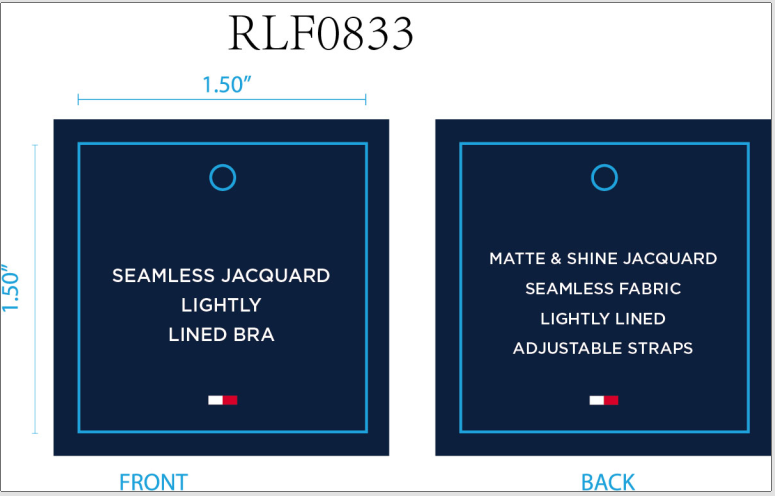 RLF0833
1.50"
1.50"
SEAMLESS JACQUARD
LIGHTLY
LINED BRA
FRONT
MATTE & SHINE JACQUARD
SEAMLESS FABRIC
LIGHTLY LINED
ADJUSTABLE STRAPS
BACK